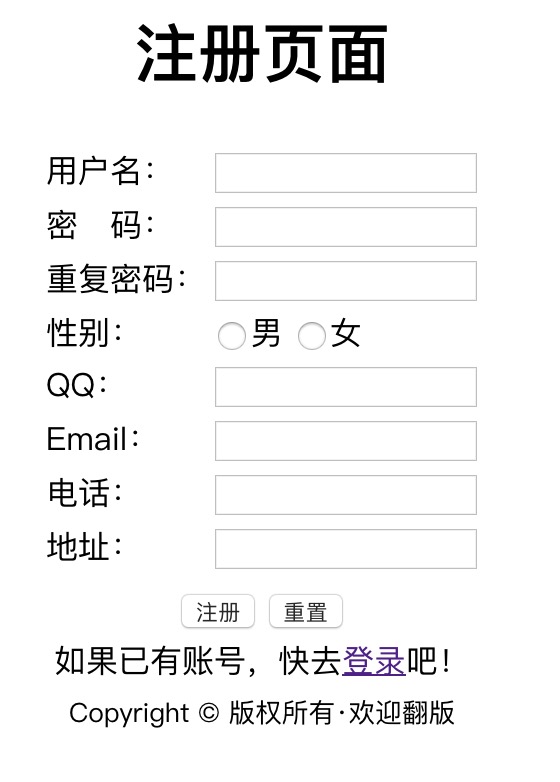 注册页面
用户名：
密　码：
重复密码：
性别： 男 女
QQ：
Email：
电话：
地址：
注册 重置
如果已有账号，快去登录吧！
Copyright © 版权所有·欢迎翻版